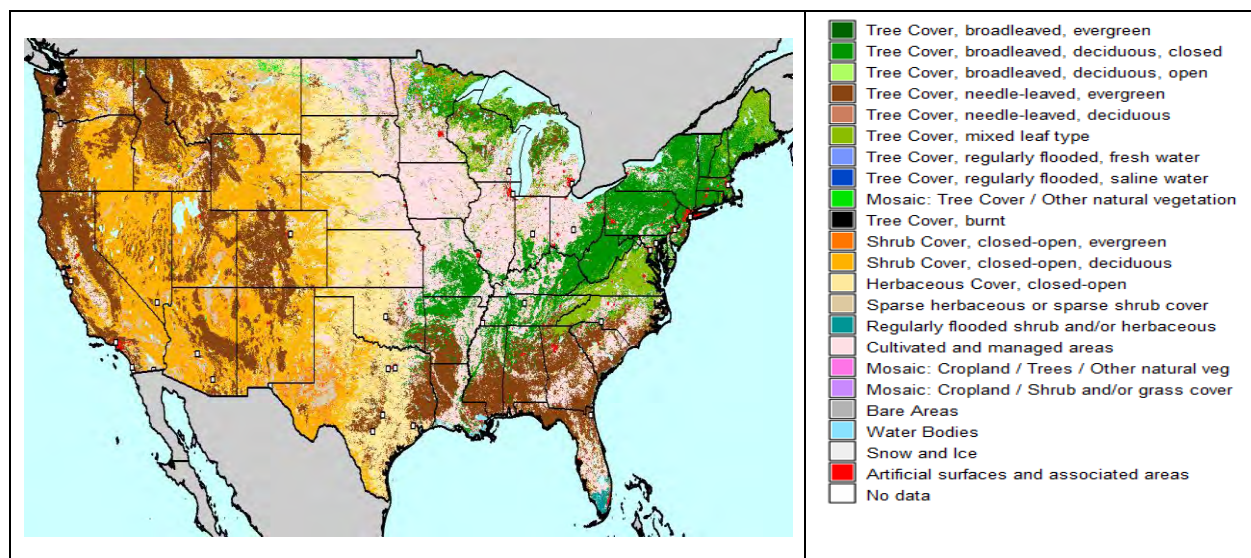 Tree Cover, broadleaved, evergreen
Tree Cover, broadleaved, deciduous, closed
Tree Cover, broadleaved, deciduous, open
Tree Cover, needle-leaved, evergreen
Tree Cover, needle-leaved, deciduous
Tree Cover, mixed leaf type
Tree Cover, regularly flooded, fresh water
Tree Cover, regularly flooded, saline water
Mosaic: Tree Cover / Other natural vegetation
Tree Cover, burnt
Shrub Cover, closed-open, evergreen
Shrub Cover, closed-open, deciduous
Herbaceous Cover, closed-open
Sparse herbaceous or sparse shrub cover
Regularly flooded shrub and/or herbaceous
Cultivated and managed areas
Mosaic: Cropland / Trees / Other natural veg
Mosaic: Cropland / Shrub and/or grass cover
Bare Areas
Water Bodies
Snow and Ice
Artificial surfaces and associated areas
No data